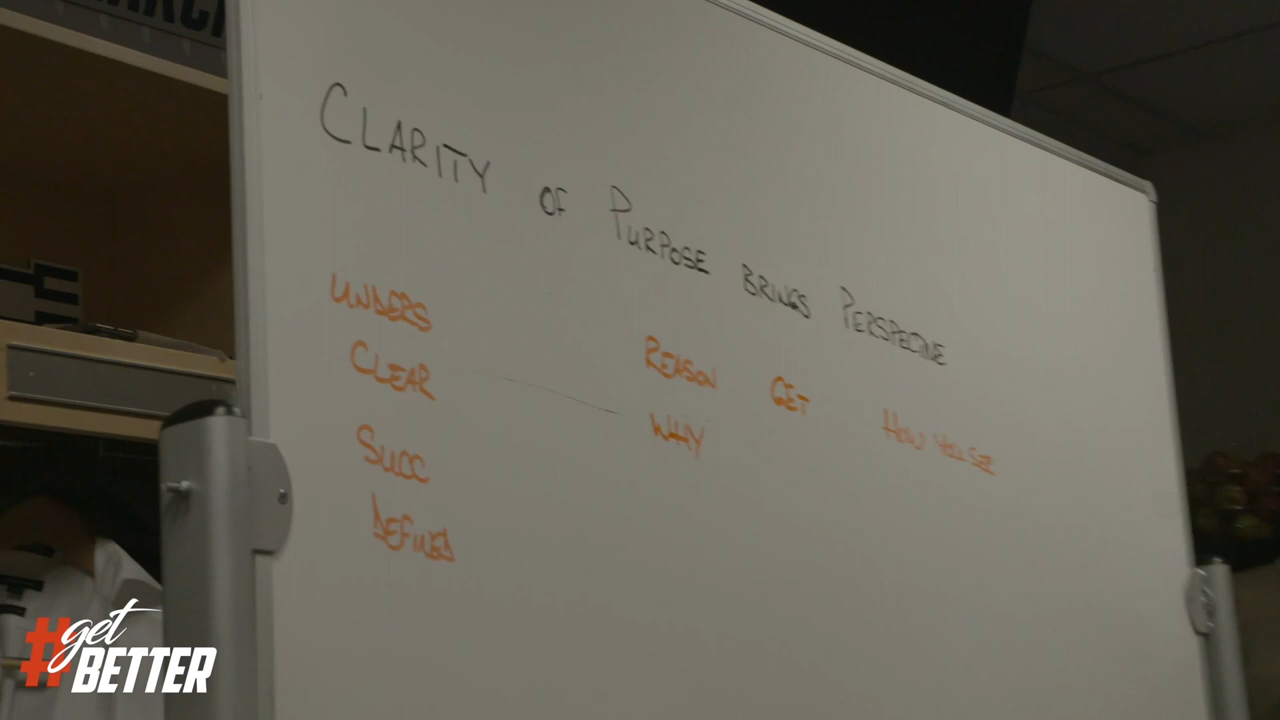 CLARITY OF PURPOSE BRINGS PERSPECTIVE
UNDERS
CLEAR
SUCC
DEFINED
REASON
WHY
GET
HOW YOU SEE
#get
BETTER